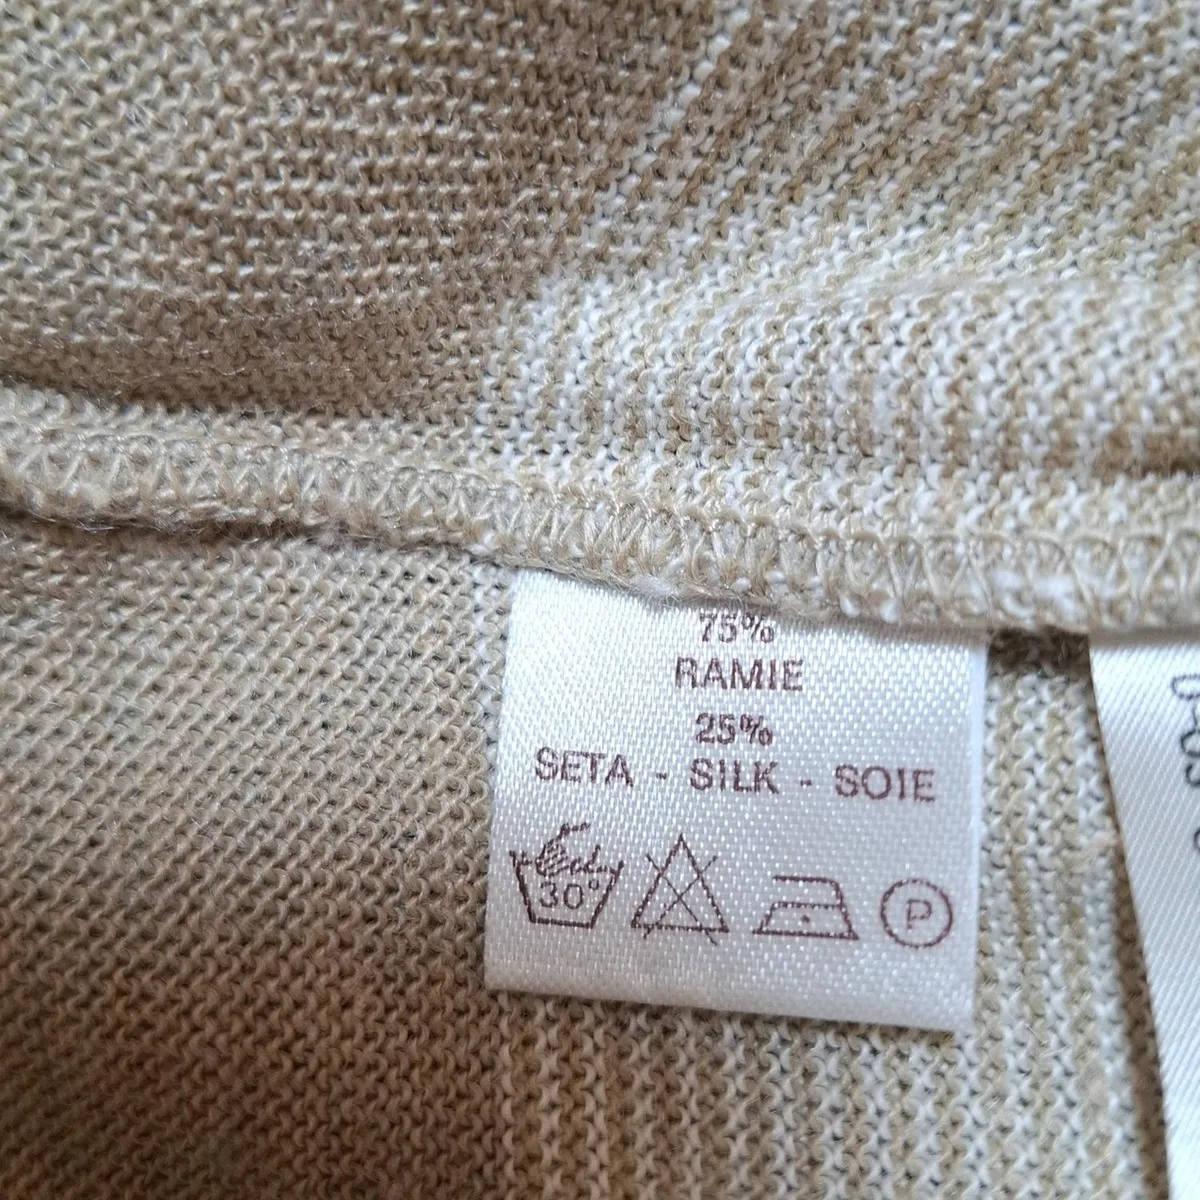 75%
RAMIE
25%
SETA - SILK - SOIE
30°
P